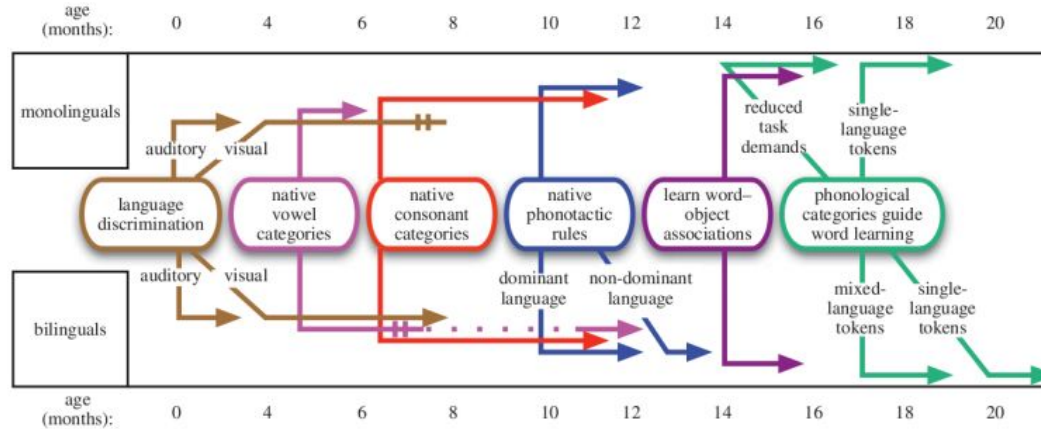 age
(months): 0 4 6 8 10 12 14 16 18 20
monolinguals
auditory visual
reduced
task
demands
single-
language
tokens
language
discrimination
native
vowel
categories
native
consonant
categories
native
phonotactic
rules
learn word–
object
associations
phonological
categories guide
word learning
bilinguals
auditory visual
dominant
language
non-dominant
language
mixed-
language
tokens
single-
language
tokens
age
(months): 0 4 6 8 10 12 14 16 18 20